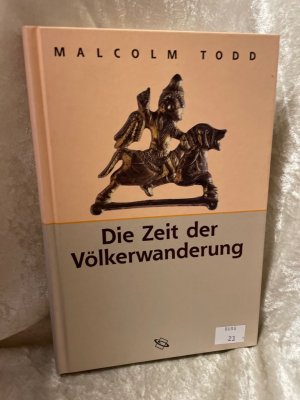 MALCOLM TODD
Die Zeit der
Völkerwanderung
23